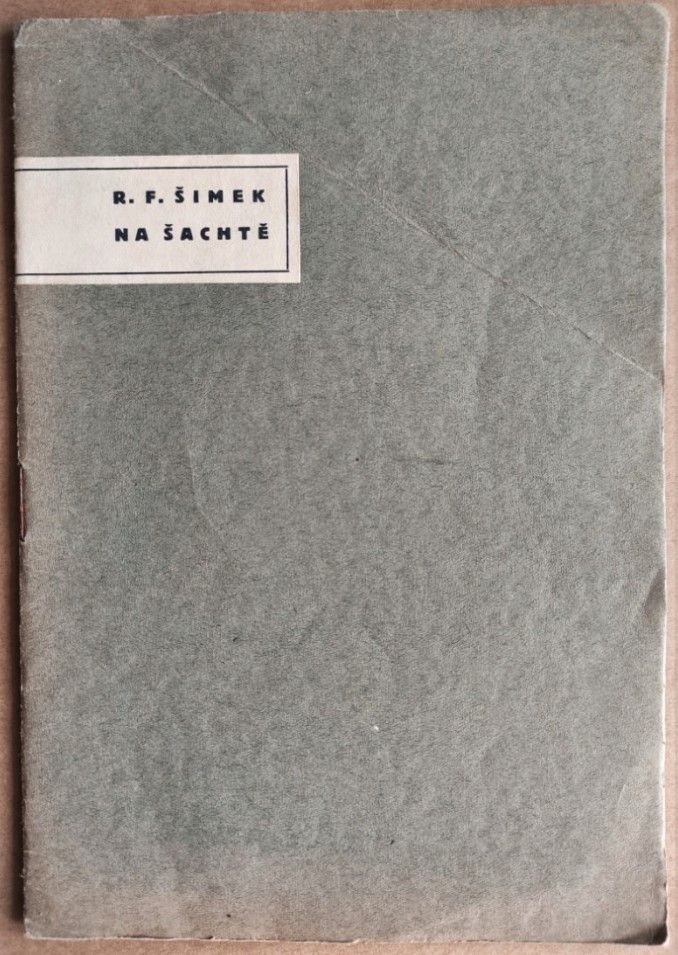 R. F. ŠIMEK
NA ŠACHTĚ